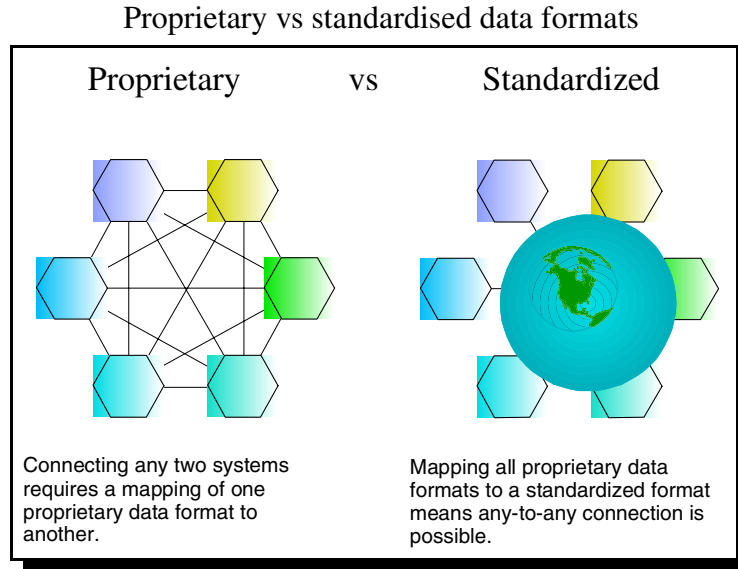 Proprietary vs standardised data formats
Proprietary vs Standardized
Connecting any two systems
requires a mapping of one
proprietary data format to
another.
Mapping all proprietary data
formats to a standardized format
means any-to-any connection is
possible.